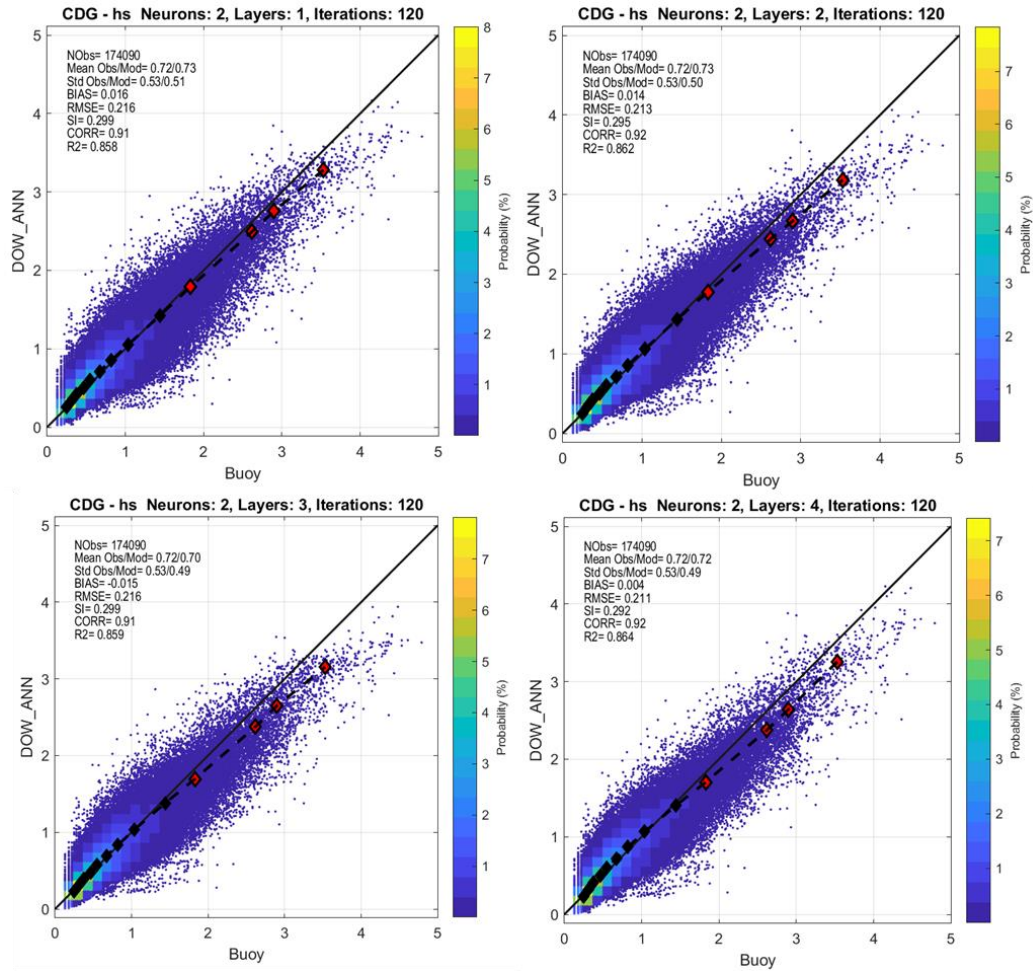 CDG - hs Neurons: 2, Layers: 1, Iterations: 120
NObs= 174090
Mean Obs/Mod= 0.72/0.73
Std Obs/Mod= 0.53/0.51
BIAS= 0.016
RMSE= 0.216
SI= 0.299
CORR= 0.91
R2= 0.858
DOW_ANN
5
4
3
2
1
0
0
1
2
3
4
5
Buoy
8
7
6
5
4
3
2
1
Probability (%)
CDG - hs Neurons: 2, Layers: 2, Iterations: 120
NObs= 174090
Mean Obs/Mod= 0.72/0.73
Std Obs/Mod= 0.53/0.50
BIAS= 0.014
RMSE= 0.213
SI= 0.295
CORR= 0.92
R2= 0.862
DOW_ANN
5
4
3
2
1
0
0
1
2
3
4
5
Buoy
7
6
5
4
3
2
1
Probability (%)
CDG - hs Neurons: 2, Layers: 3, Iterations: 120
NObs= 174090
Mean Obs/Mod= 0.72/0.70
Std Obs/Mod= 0.53/0.49
BIAS= -0.015
RMSE= 0.216
SI= 0.299
CORR= 0.91
R2= 0.859
DOW_ANN
5
4
3
2
1
0
0
1
2
3
4
5
Buoy
7
6
5
4
3
2
1
Probability (%)
CDG - hs Neurons: 2, Layers: 4, Iterations: 120
NObs= 174090
Mean Obs/Mod= 0.72/0.72
Std Obs/Mod= 0.53/0.49
BIAS= 0.004
RMSE= 0.211
SI= 0.292
CORR= 0.92
R2= 0.864
DOW_ANN
5
4
3
2
1
0
0
1
2
3
4
5
Buoy
7
6
5
4
3
2
1
Probability (%)